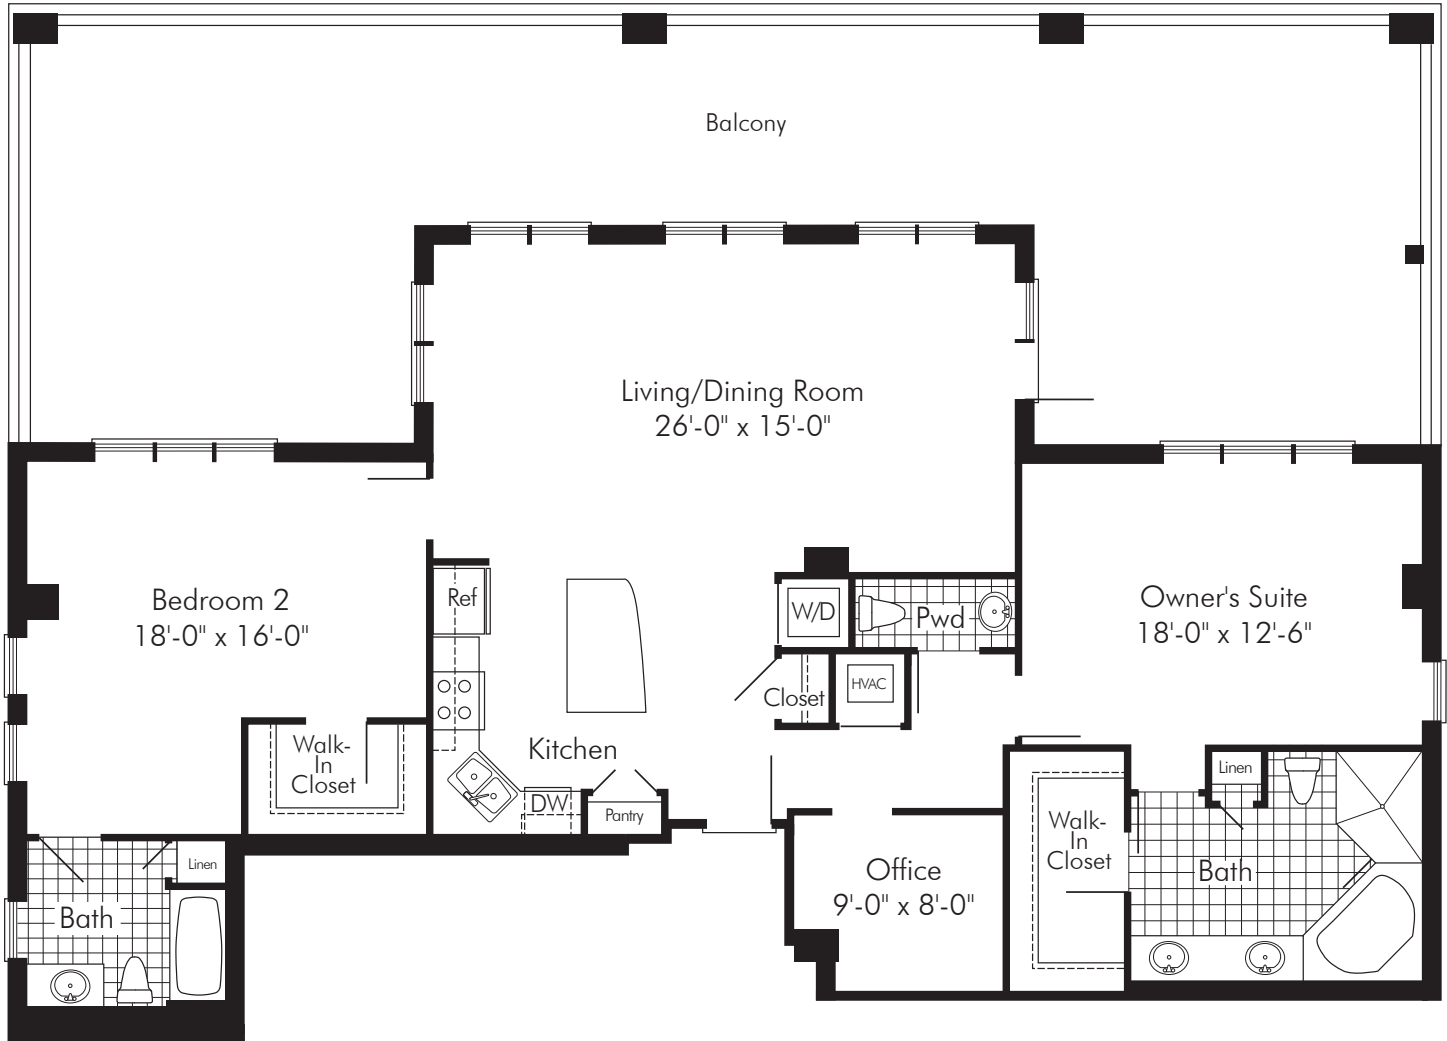 Balcony
Living/Dining Room
26'-0" x 15'-0"
Bedroom 2
18'-0" x 16'-0"
Ref
W/D
Pwd
Owner's Suite
18'-0" x 12'-6"
HVAC
Closet
Walk-
In
Closet
Kitchen
DW
Pantry
Linen
Walk-
In
Closet
Bath
Office
9'-0" x 8'-0"
Linen
Bath